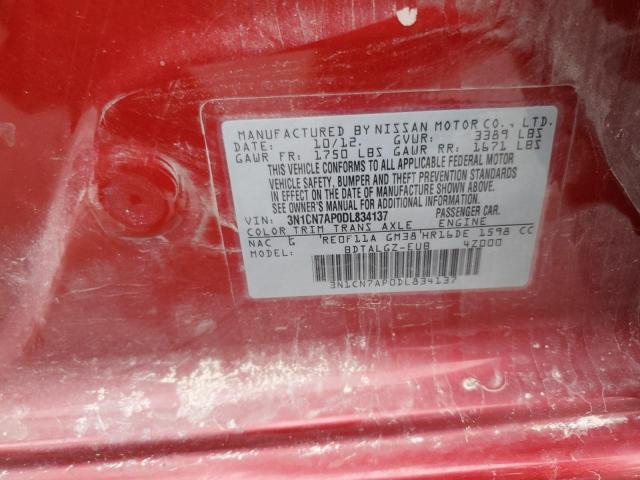 MANUFACTURED BY NISSAN MOTOR CO., LTD.
DATE: 10/12. GVWR: 3389 LBS
GAWR FR: 1750 LBS GAWR RR: 1671 LBS
THIS VEHICLE CONFORMS TO ALL APPLICABLE FEDERAL MOTOR
VEHICLE SAFETY, BUMPER AND THEFT PREVENTION STANDARDS
IN EFFECT ON THE DATE OF MANUFACTURE SHOWN ABOVE.
SEE OWNER'S MANUAL FOR ADDITIONAL INFORMATION.
VIN: 3N1CN7AP0DL834137 PASSENGER CAR.
COLOR TRIM TRANS AXLE ENGINE
NAC G RE0F11A GM38 HR16DE 1598 CC
MODEL: BDTALGZ-EUB 4Z000
3N1CN7AP0DL834137